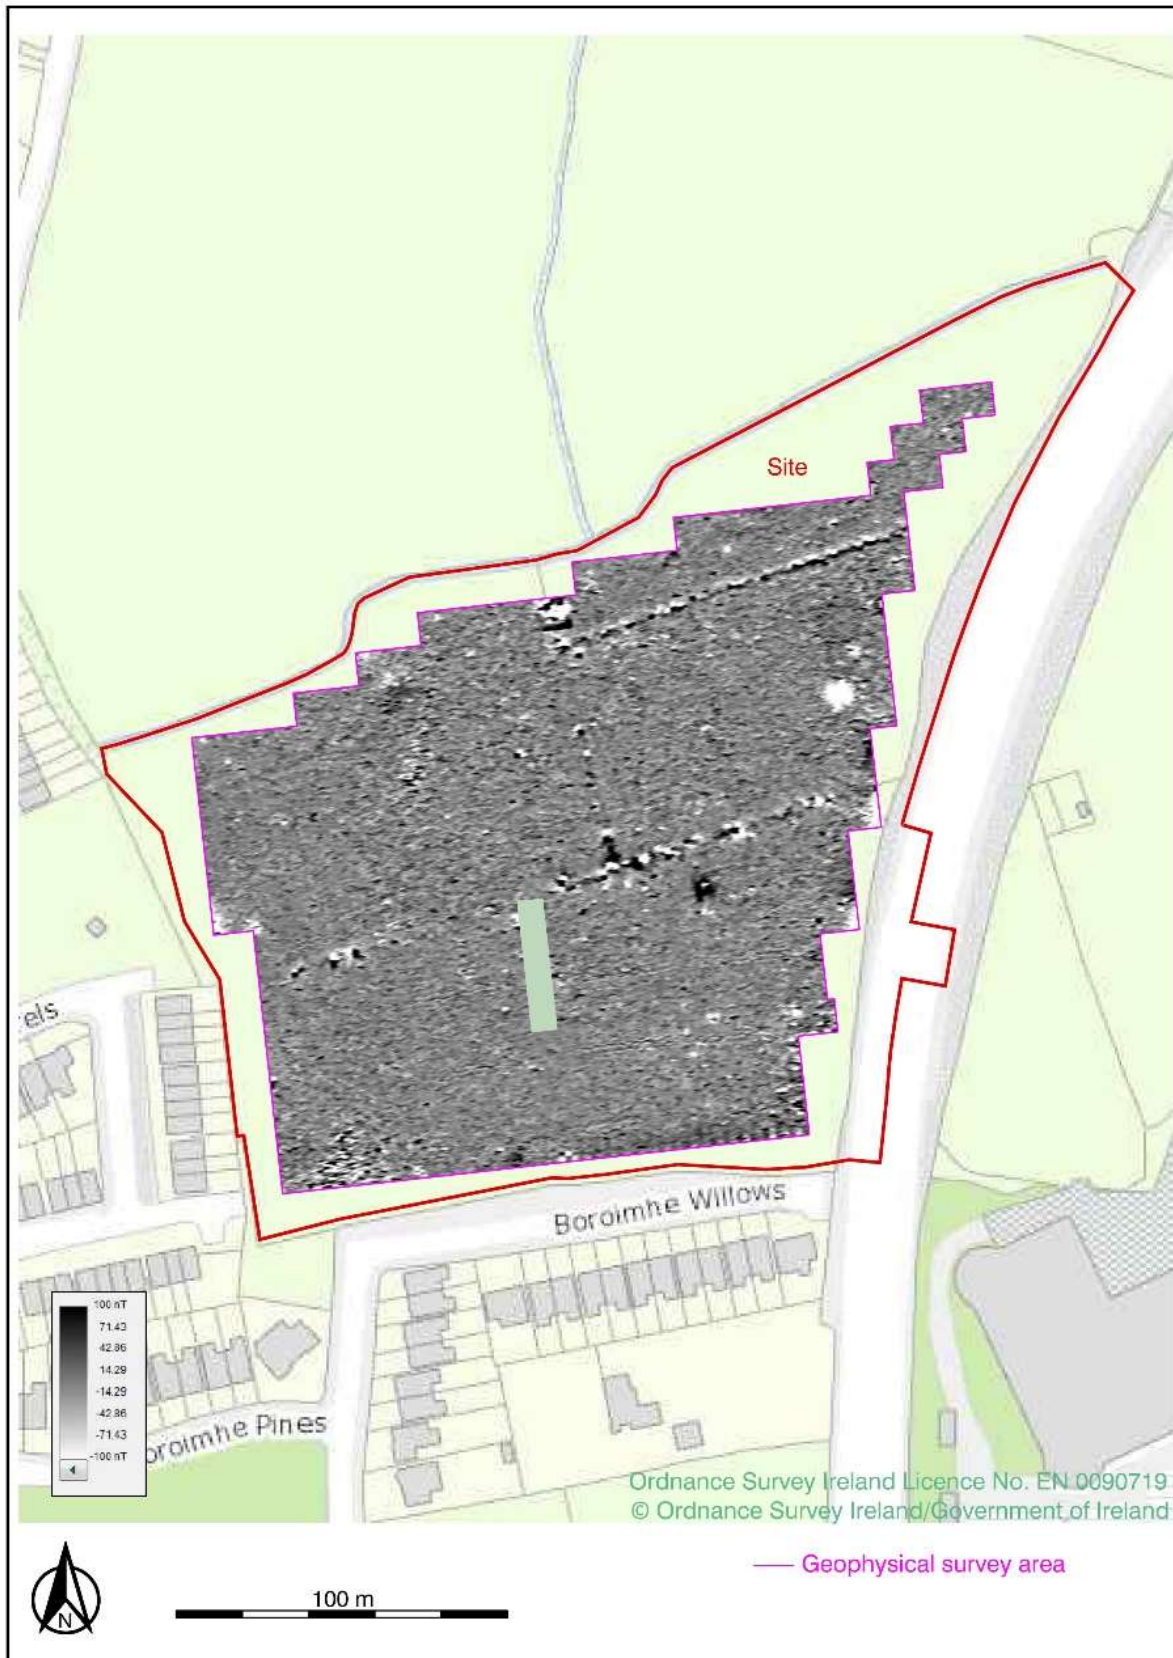 Site
els
Boroimhe Willows
100 nT
71.43
42.86
14.29
-14.29
-42.86
-71.43
-100 nT
oroimhe Pines
Ordnance Survey Ireland Licence No. EN 0090719
© Ordnance Survey Ireland/Government of Ireland
Geophysical survey area
100 m
N